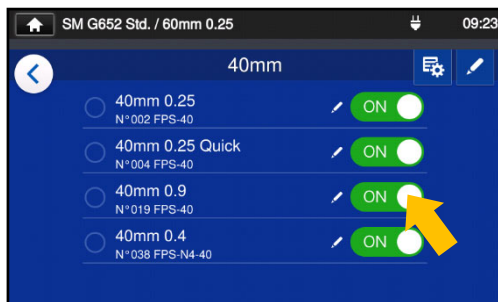 SM G652 Std. / 60mm 0.25
09:23
40mm
40mm 0.25
N°002 FPS-40
ON
40mm 0.25 Quick
N°004 FPS-40
ON
40mm 0.9
N°019 FPS-40
ON
40mm 0.4
N°038 FPS-N4-40
ON